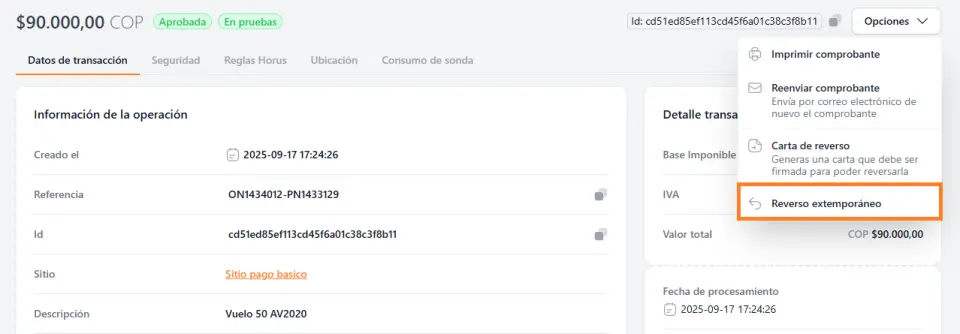 $90.000,00 COP Aprobada En pruebas Id: cd51ed85ef113cd45f6a01c38c3f8b11 Opciones
Datos de transacción Seguridad Reglas Horus Ubicación Consumo de sonda
Imprimir comprobante
Reenviar comprobante
Envía por correo electrónico de
nuevo el comprobante
Carta de reverso
Generas una carta que debe ser
firmada para poder reversarla
Reverso extemporáneo
Información de la operación
Creado el 2025-09-17 17:24:26
Referencia ON1434012-PN1433129
Id cd51ed85ef113cd45f6a01c38c3f8b11
Sitio Sitio pago basico
Descripción Vuelo 50 AV2020
Detalle transa
Base Imponible
IVA
Valor total COP $90.000,00
Fecha de procesamiento
2025-09-17 17:24:26